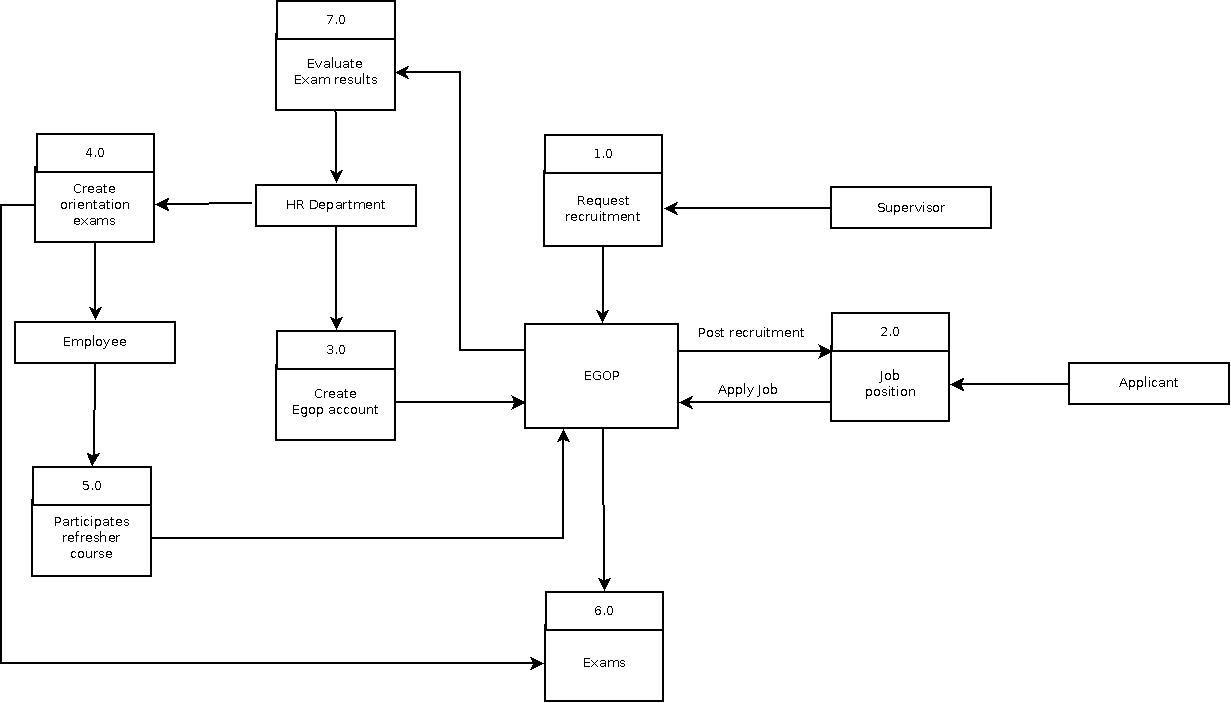 7.0
Evaluate
Exam results
4.0
Create
orientation
exams
HR Department
1.0
Request
recruitment
Supervisor
Employee
3.0
Create
Egop account
EGOP
Post recruitment
Apply Job
2.0
Job
position
Applicant
5.0
Participates
refresher
course
6.0
Exams